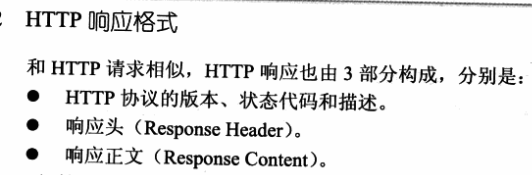 HTTP 响应格式
和 HTTP 请求相似，HTTP 响应也由 3 部分构成，分别是：
● HTTP 协议的版本、状态代码和描述。
● 响应头（Response Header）。
● 响应正文（Response Content）。